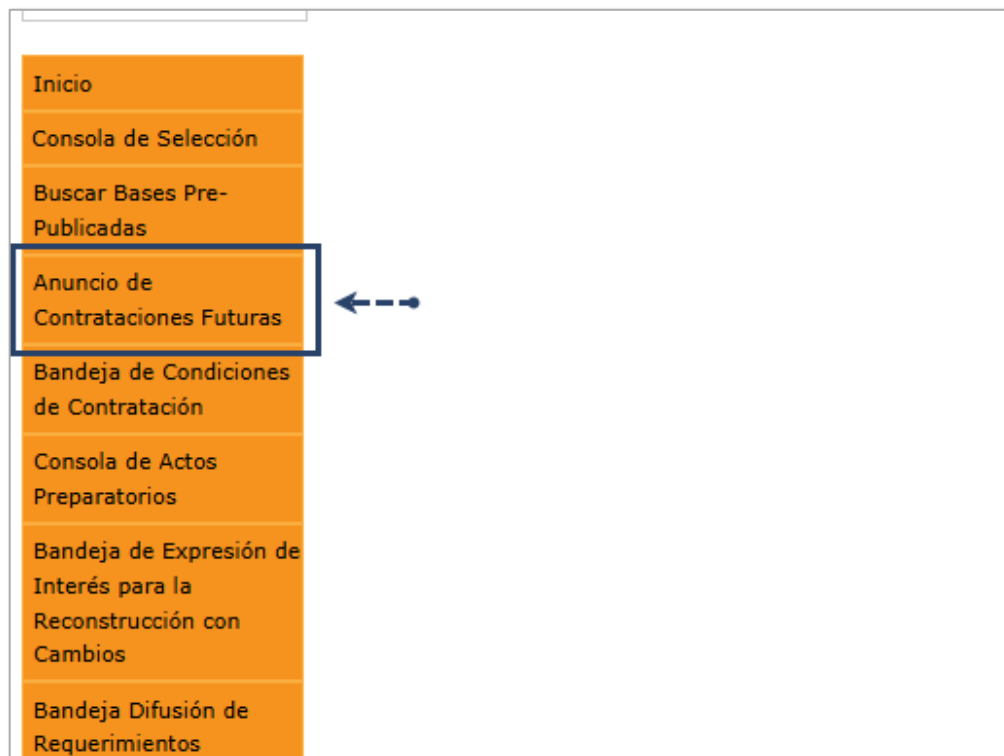 Inicio
Consola de Selección
Buscar Bases Pre-
Publicadas
Anuncio de
Contrataciones Futuras
Bandeja de Condiciones
de Contratación
Consola de Actos
Preparatorios
Bandeja de Expresión de
Interés para la
Reconstrucción con
Cambios
Bandeja Difusión de
Requerimientos